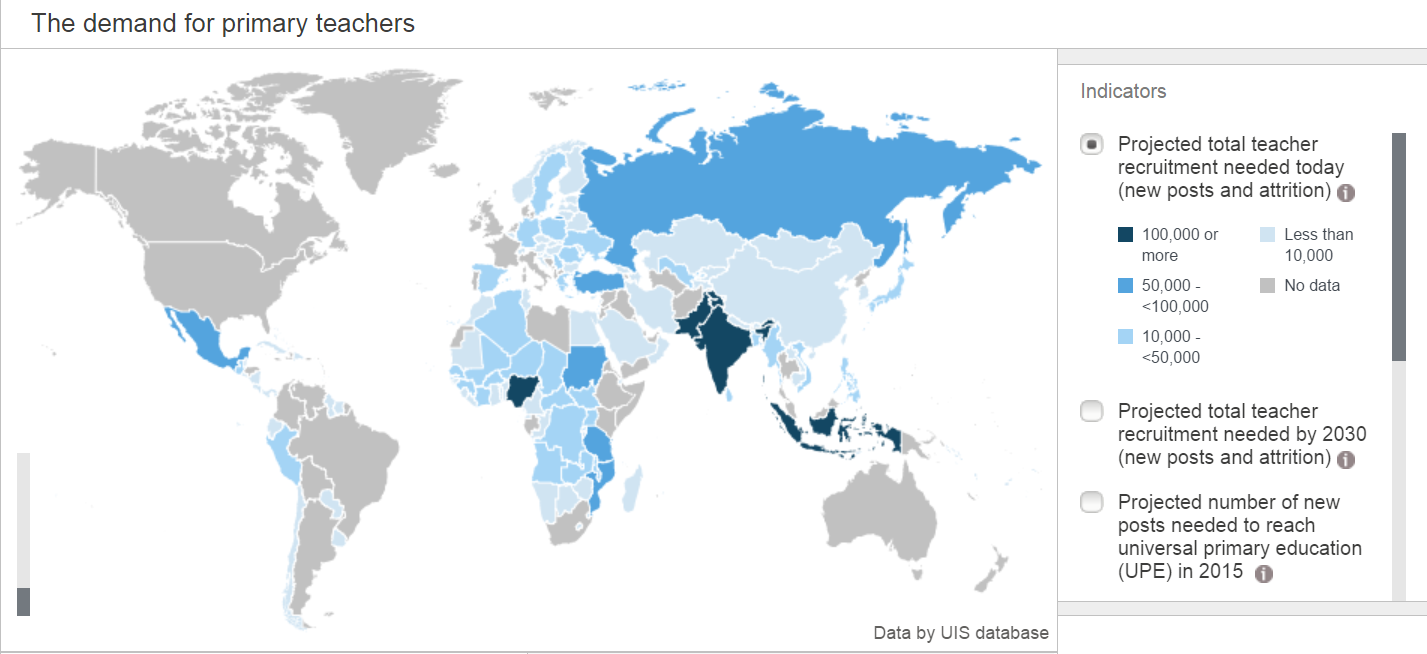 The demand for primary teachers
Indicators
Projected total teacher
recruitment needed today
(new posts and attrition) i
100,000 or
more
50,000 -
<100,000
10,000 -
<50,000
Less than
10,000
No data
Projected total teacher
recruitment needed by 2030
(new posts and attrition) i
Projected number of new
posts needed to reach
universal primary education
(UPE) in 2015 i
Data by UIS database